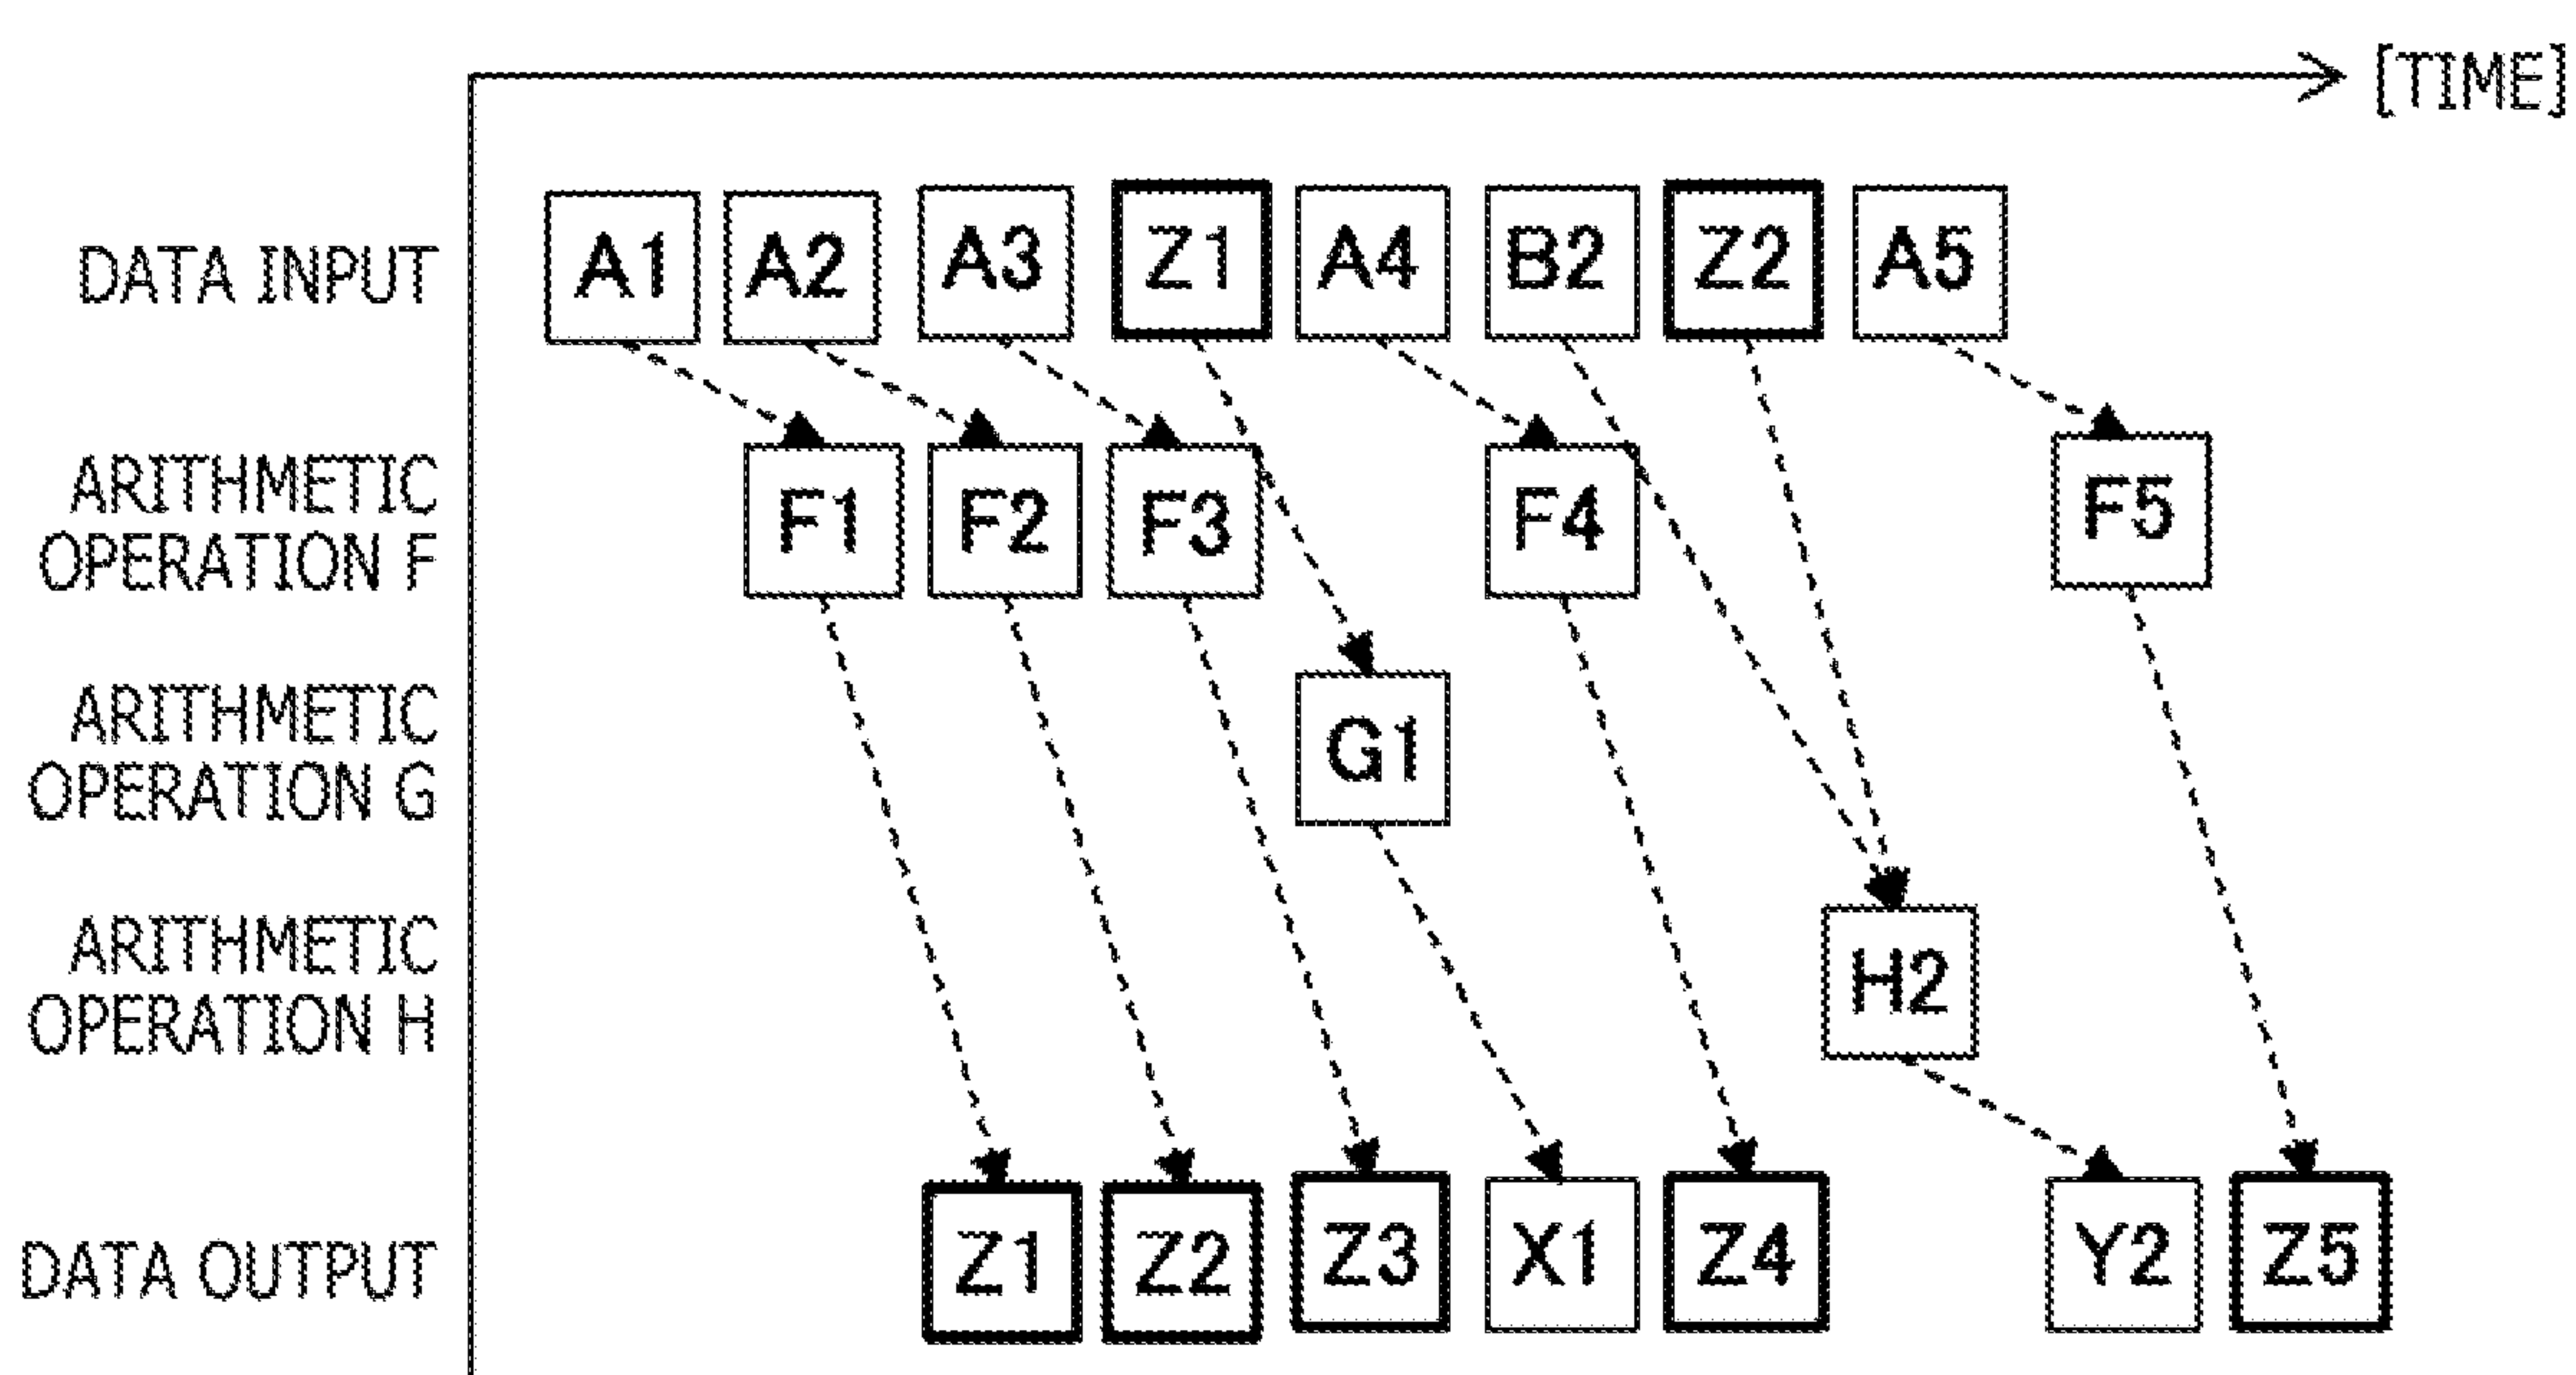 [TIME]
DATA INPUT
A1 A2 A3 Z1 A4 B2 Z2 A5
ARITHMETIC
OPERATION F
F1 F2 F3 F4 F5
ARITHMETIC
OPERATION G
G1
ARITHMETIC
OPERATION H
H2
DATA OUTPUT
Z1 Z2 Z3 X1 Z4 Y2 Z5